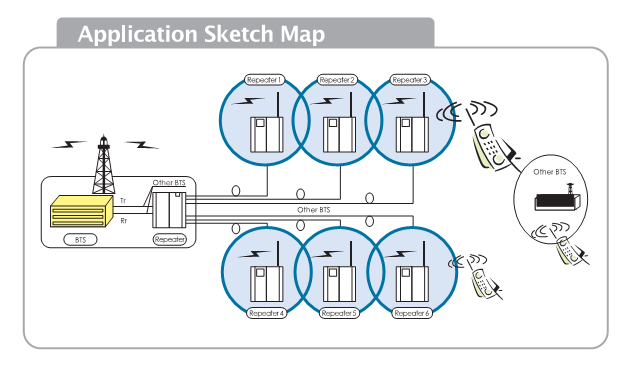 Application Sketch Map
Repeater 1
Repeater 2
Repeater 3
Other BTS
Other BTS
Tr
Rr
Other BTS
BTS
Repeater
Repeater 4
Repeater 5
Repeater 6